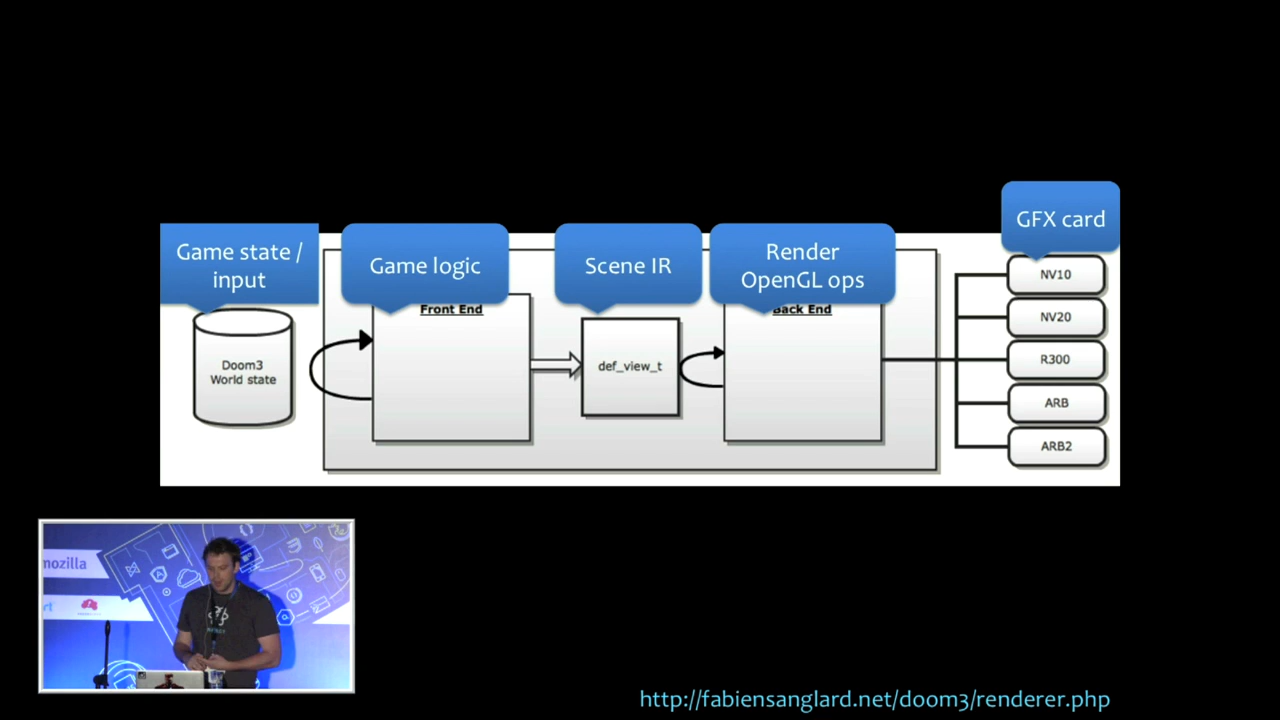 GFX card
Game state /
input
Game logic
Scene IR
Render
OpenGL ops
Front End
Back End
Doom3
World state
def_view_t
NV10
NV20
R300
ARB
ARB2
mozilla
http://fabiensanglard.net/doom3/renderer.php